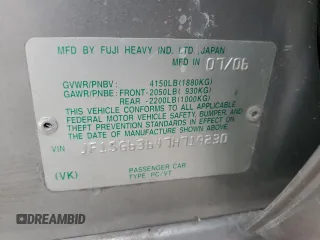 MFD BY FUJI HEAVY IND. LTD. JAPAN
MFD IN 07/06
GVWR/PNBV: 4150LB(1880KG)
GAWR/PNBE: FRONT-2050LB( 930KG)
REAR -2200LB(1000KG)
THIS VEHICLE CONFORMS TO ALL APPLICABLE
FEDERAL MOTOR VEHICLE SAFETY, BUMPER, AND
THEFT PREVENTION STANDARDS IN EFFECT ON THE
DATE OF MANUFACTURE SHOWN ABOVE.
VIN
PASSENGER CAR
(VK) TYPE PC/VT
DREAMBID